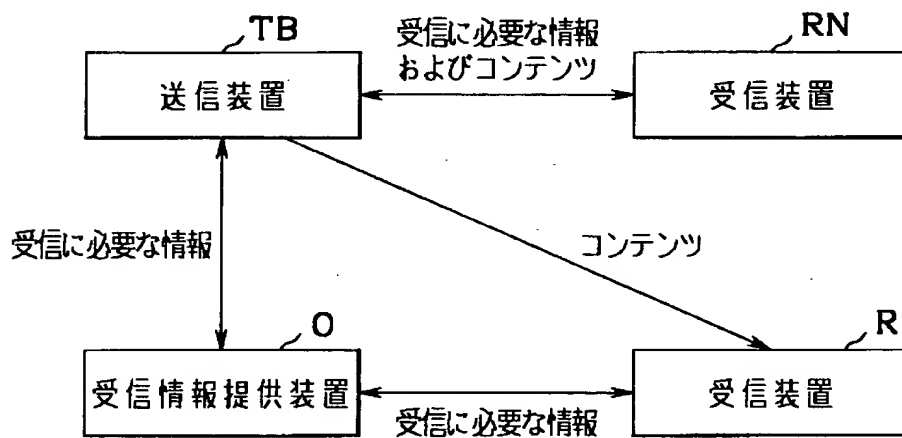 TB
受信に必要な情報
およびコンテンツ
RN
送信装置
受信装置
受信に必要な情報
コンテンツ
O
R
受信情報提供装置
受信装置
受信に必要な情報